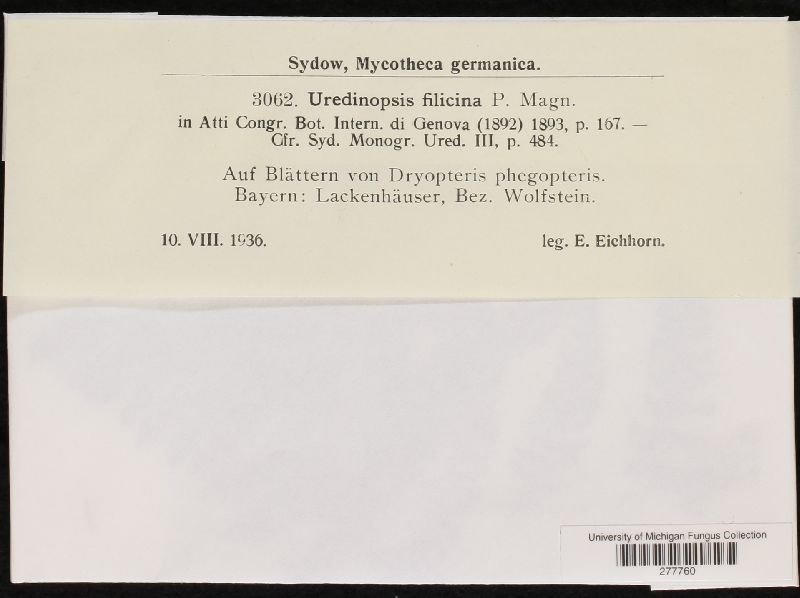 Sydow, Mycotheca germanica.
3062. Uredinopsis filicina P. Magn.
in Atti Congr. Bot. Intern. di Genova (1892) 1893, p. 167. —
Cfr. Syd. Monogr. Ured. III, p. 484.
Auf Blättern von Dryopteris phegopteris.
Bayern: Lackenhäuser, Bez. Wolfstein.
10. VIII. 1936. leg. E. Eichhorn.
University of Michigan Fungus Collection
277760